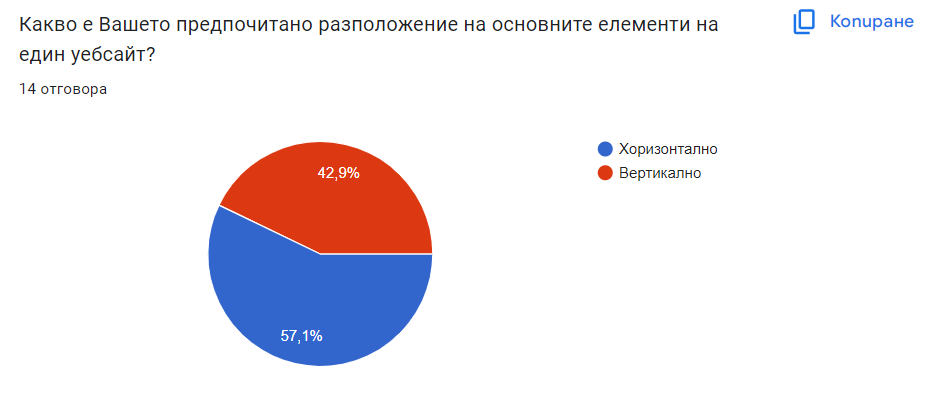 Какво е Вашето предпочитано разположение на основните елементи на
един уебсайт?
Копиране
14 отговора
Хоризонтално
Вертикално
42,9%
57,1%